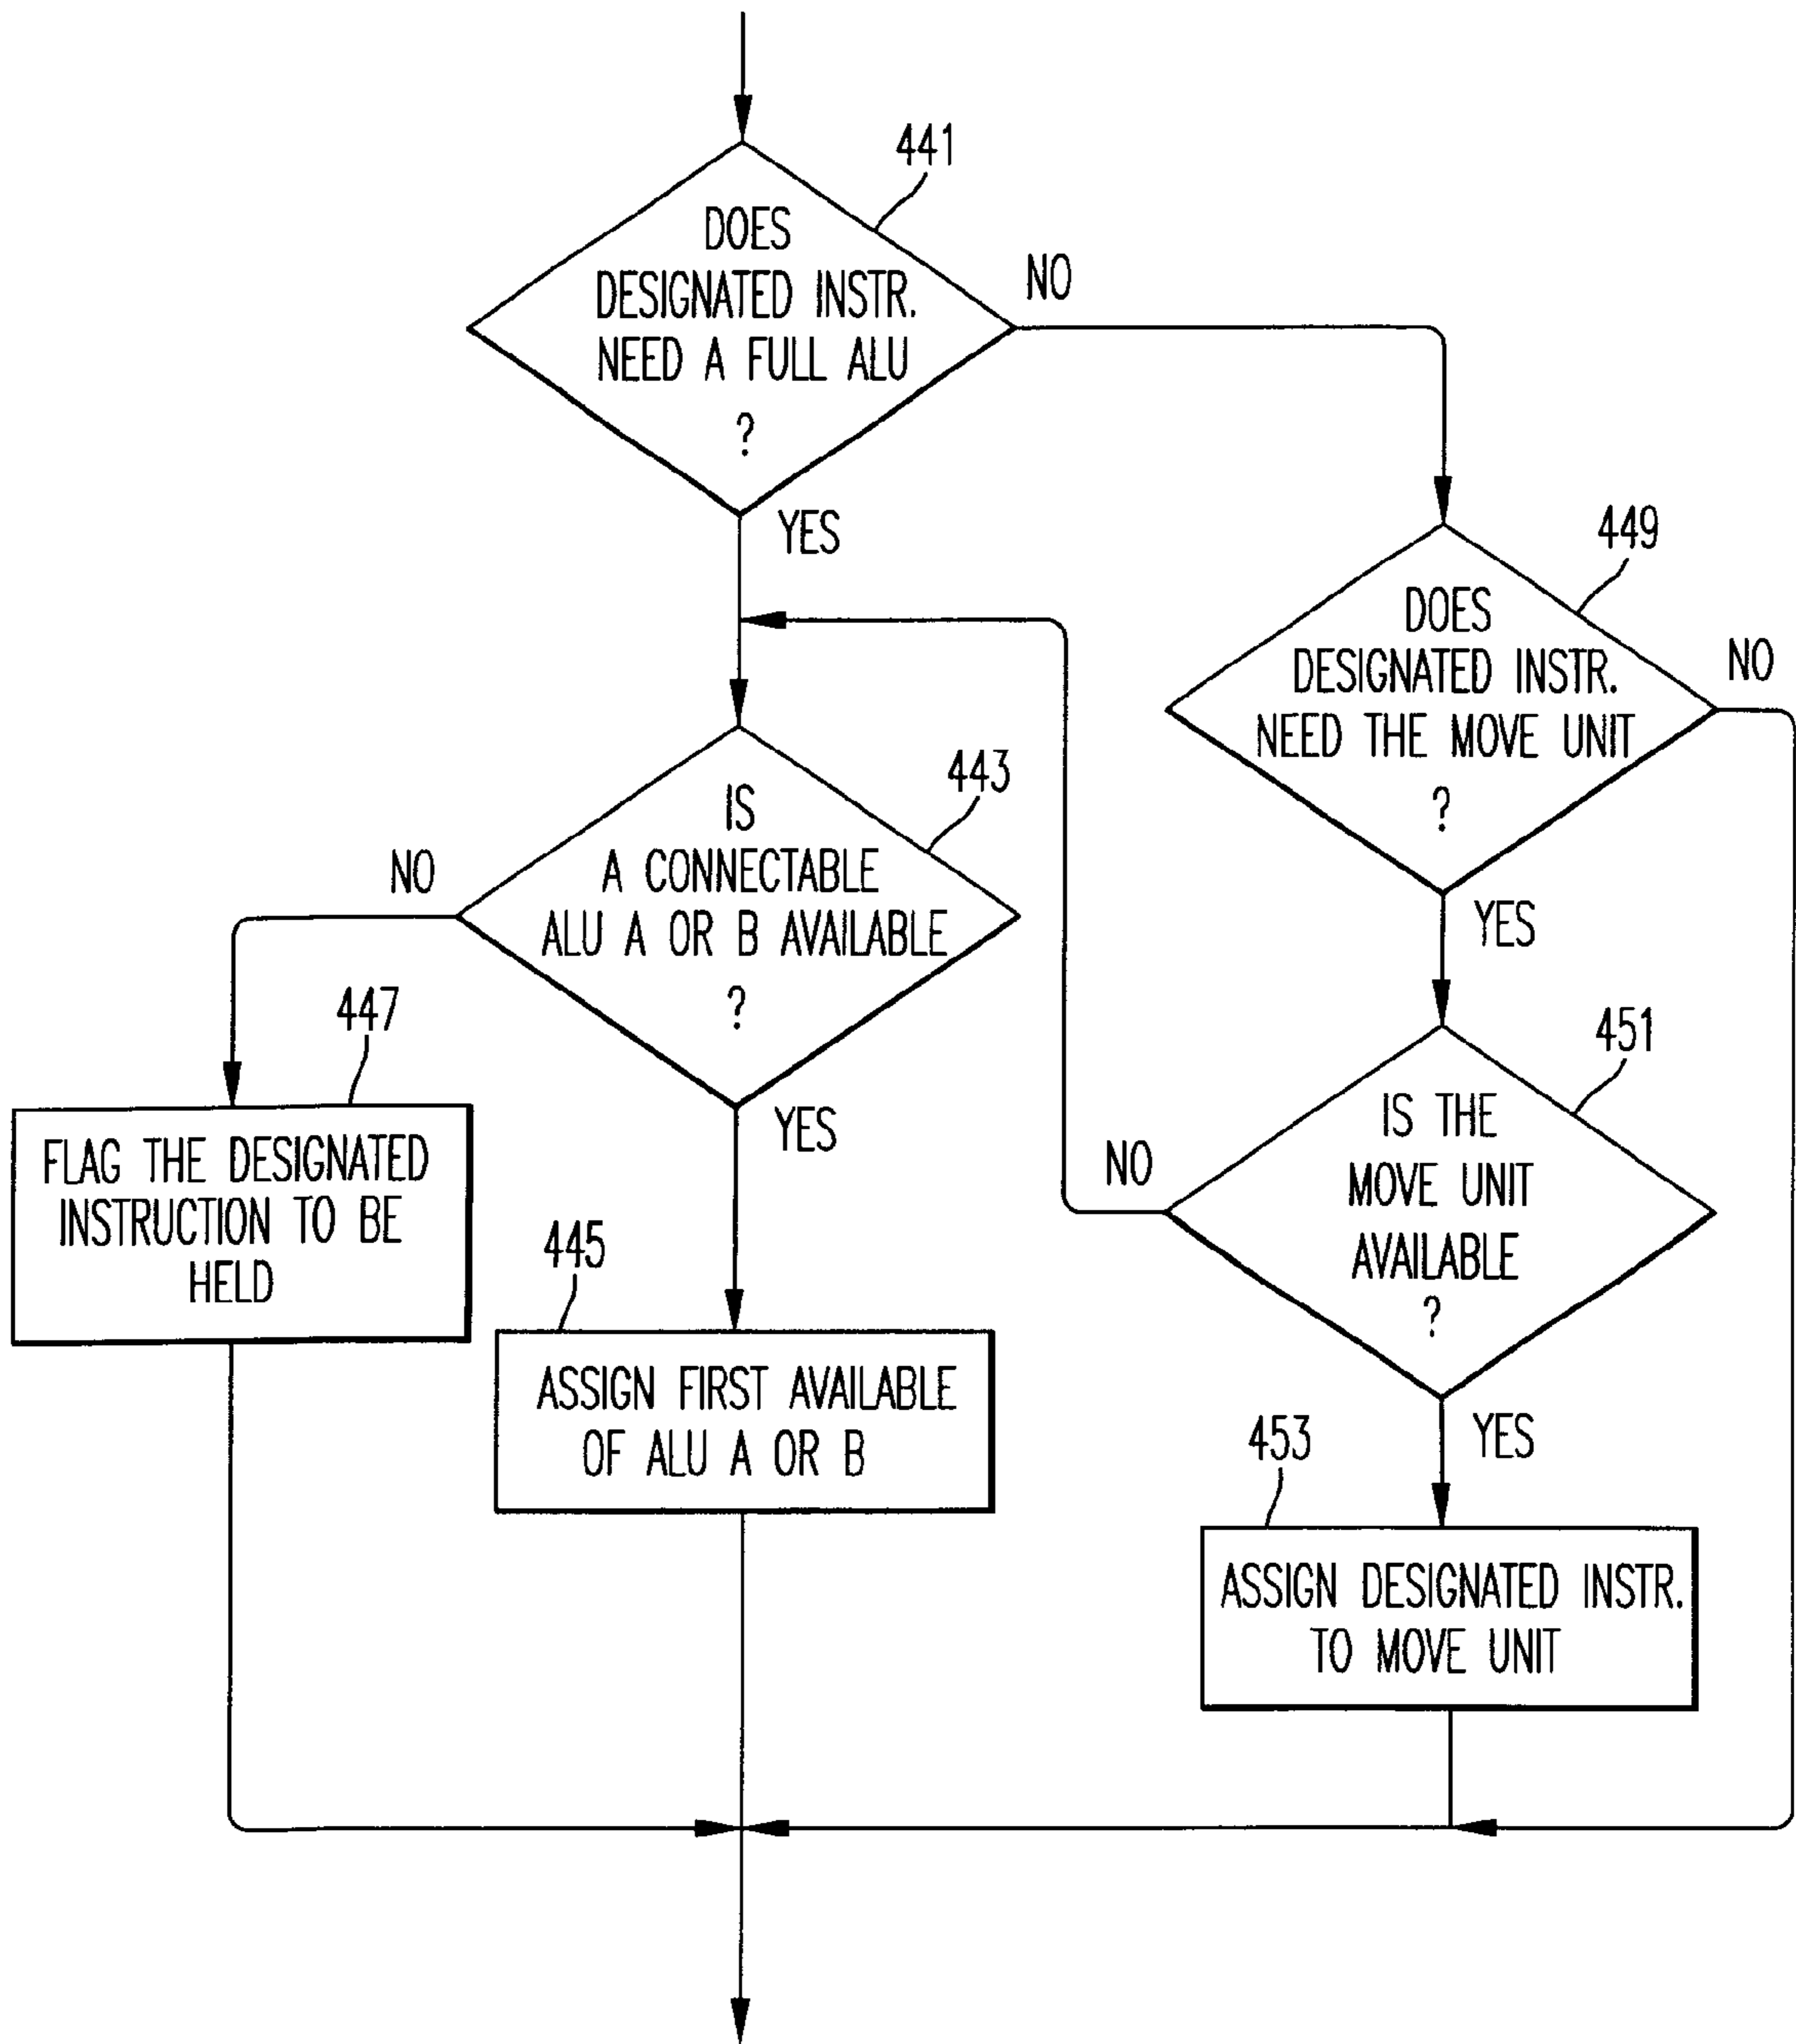 441
DOES
DESIGNATED INSTR.
NEED A FULL ALU
?
NO
YES
449
DOES
DESIGNATED INSTR.
NEED THE MOVE UNIT
?
NO
YES
443
IS
A CONNECTABLE
ALU A OR B AVAILABLE
?
NO
YES
447
FLAG THE DESIGNATED
INSTRUCTION TO BE
HELD
451
IS THE
MOVE UNIT
AVAILABLE
?
NO
YES
445
ASSIGN FIRST AVAILABLE
OF ALU A OR B
453
ASSIGN DESIGNATED INSTR.
TO MOVE UNIT